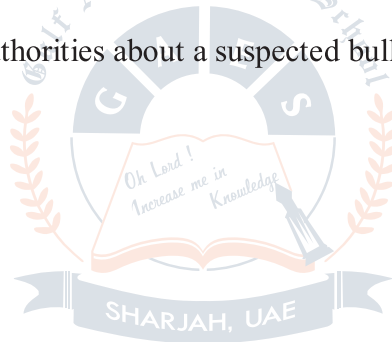 thorities about a suspected bull
G M E S
Oh Lord !
Increase me in
Knowledge
SHARJAH, UAE